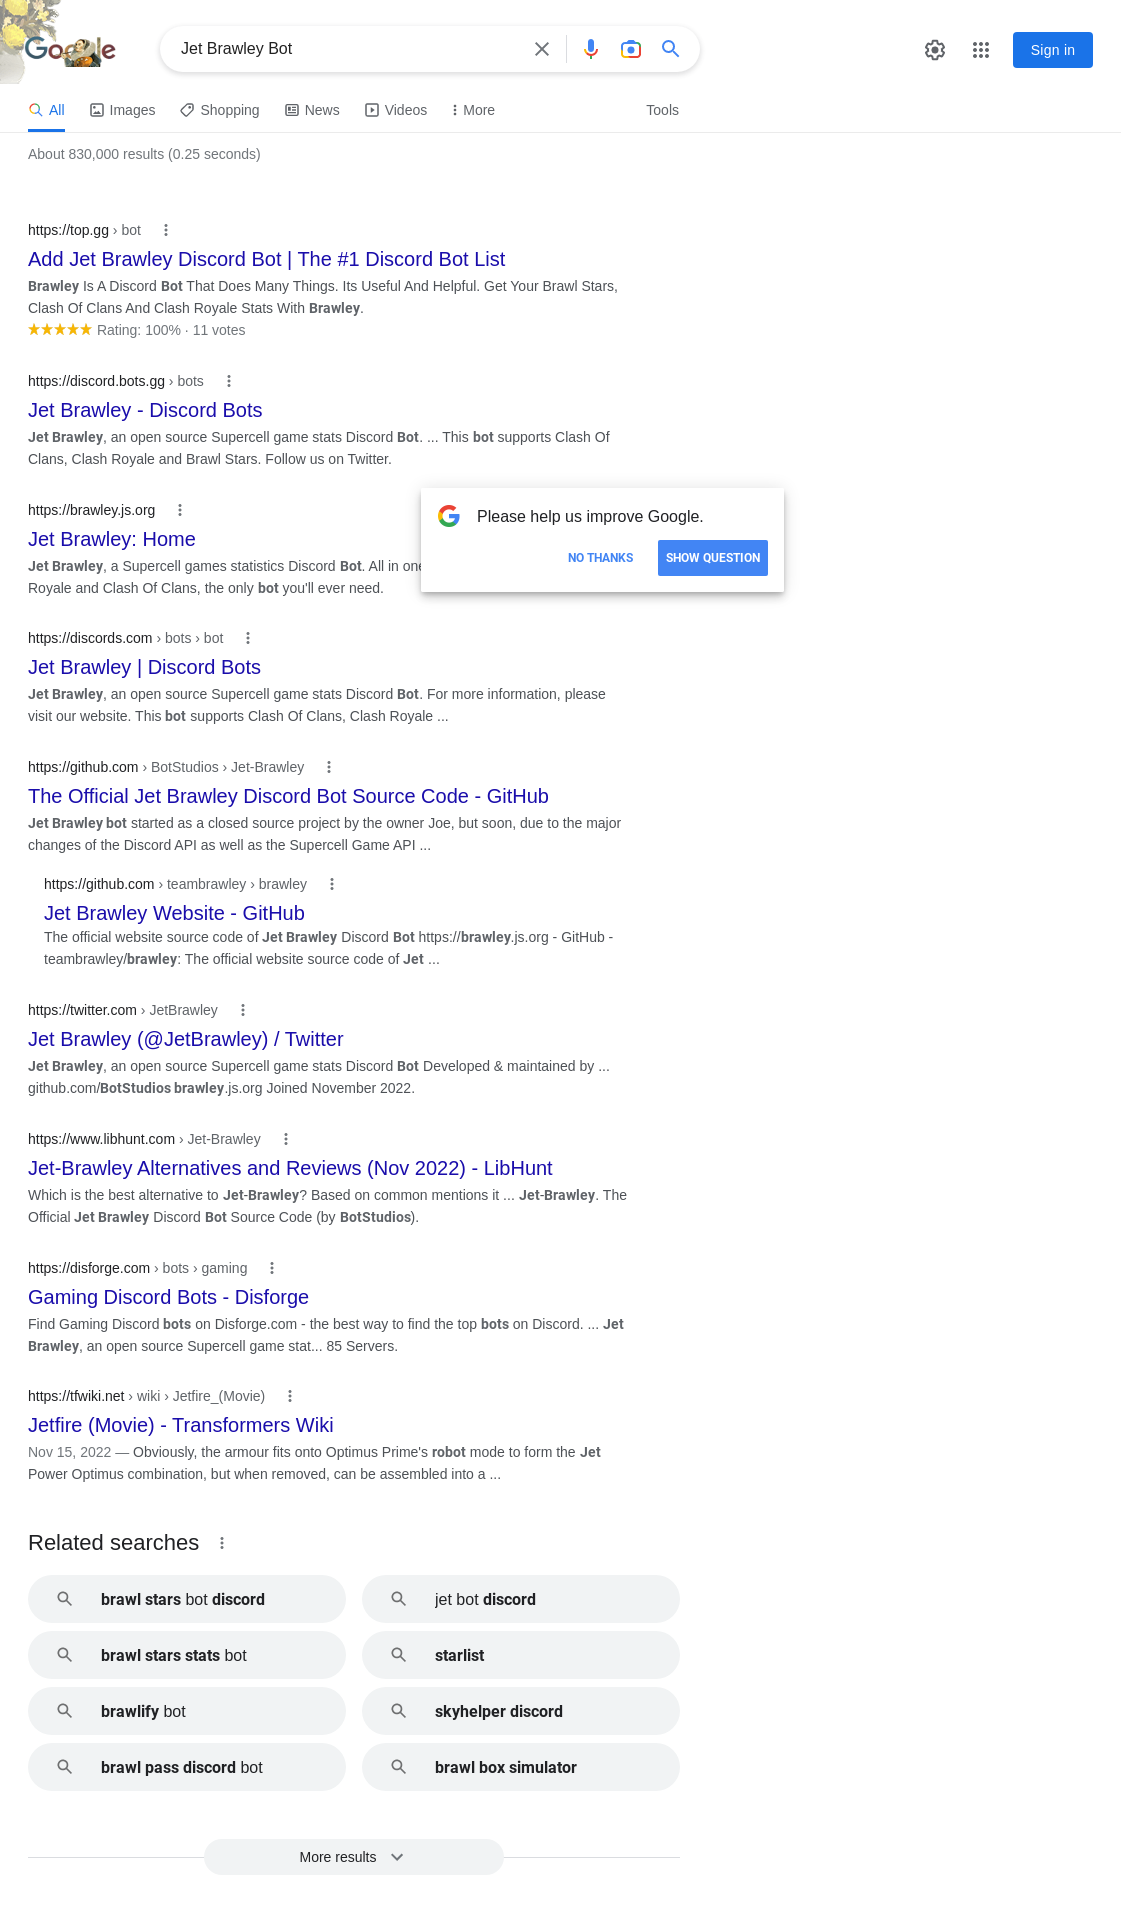 Google
Jet Brawley Bot
Sign in
All
Images
Shopping
News
Videos
More
Tools
About 830,000 results (0.25 seconds)
https://top.gg › bot
Add Jet Brawley Discord Bot | The #1 Discord Bot List
Brawley Is A Discord Bot That Does Many Things. Its Useful And Helpful. Get Your Brawl Stars,
Clash Of Clans And Clash Royale Stats With Brawley.
Rating: 100% · 11 votes
https://discord.bots.gg › bots
Jet Brawley - Discord Bots
Jet Brawley, an open source Supercell game stats Discord Bot. ... This bot supports Clash Of
Clans, Clash Royale and Brawl Stars. Follow us on Twitter.
https://brawley.js.org
Jet Brawley: Home
Jet Brawley, a Supercell games statistics Discord Bot. All in one
Royale and Clash Of Clans, the only bot you'll ever need.
Please help us improve Google.
NO THANKS
SHOW QUESTION
https://discords.com › bots › bot
Jet Brawley | Discord Bots
Jet Brawley, an open source Supercell game stats Discord Bot. For more information, please
visit our website. This bot supports Clash Of Clans, Clash Royale ...
https://github.com › BotStudios › Jet-Brawley
The Official Jet Brawley Discord Bot Source Code - GitHub
Jet Brawley bot started as a closed source project by the owner Joe, but soon, due to the major
changes of the Discord API as well as the Supercell Game API ...
https://github.com › teambrawley › brawley
Jet Brawley Website - GitHub
The official website source code of Jet Brawley Discord Bot https://brawley.js.org - GitHub -
teambrawley/brawley: The official website source code of Jet ...
https://twitter.com › JetBrawley
Jet Brawley (@JetBrawley) / Twitter
Jet Brawley, an open source Supercell game stats Discord Bot Developed & maintained by ...
github.com/BotStudios brawley.js.org Joined November 2022.
https://www.libhunt.com › Jet-Brawley
Jet-Brawley Alternatives and Reviews (Nov 2022) - LibHunt
Which is the best alternative to Jet-Brawley? Based on common mentions it ... Jet-Brawley. The
Official Jet Brawley Discord Bot Source Code (by BotStudios).
https://disforge.com › bots › gaming
Gaming Discord Bots - Disforge
Find Gaming Discord bots on Disforge.com - the best way to find the top bots on Discord. ... Jet
Brawley, an open source Supercell game stat... 85 Servers.
https://tfwiki.net › wiki › Jetfire_(Movie)
Jetfire (Movie) - Transformers Wiki
Nov 15, 2022 — Obviously, the armour fits onto Optimus Prime's robot mode to form the Jet
Power Optimus combination, but when removed, can be assembled into a ...
Related searches
brawl stars bot discord
jet bot discord
brawl stars stats bot
starlist
brawlify bot
skyhelper discord
brawl pass discord bot
brawl box simulator
More results